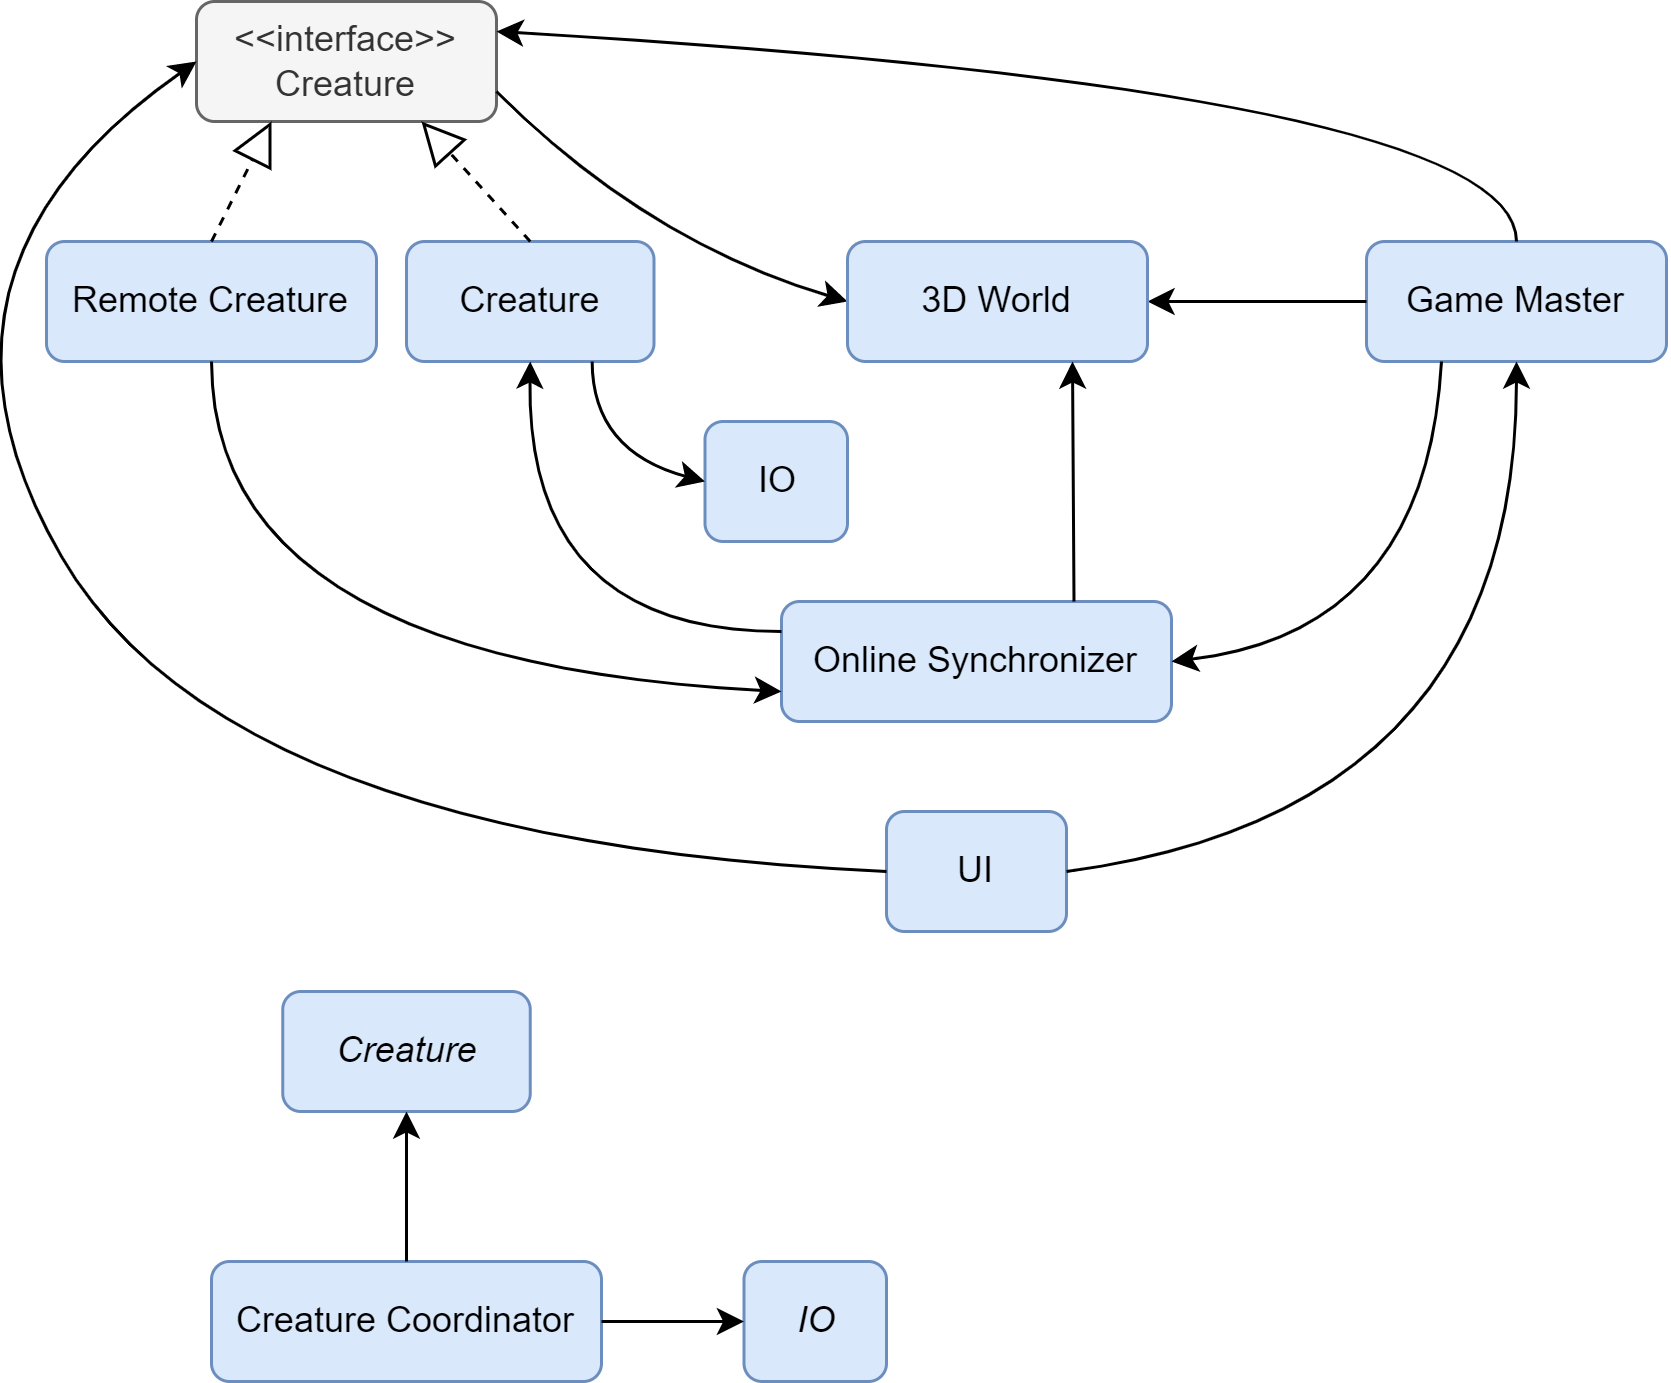 <<interface>>
Creature
Remote Creature
Creature
3D World
Game Master
IO
Online Synchronizer
UI
Creature
Creature Coordinator
IO